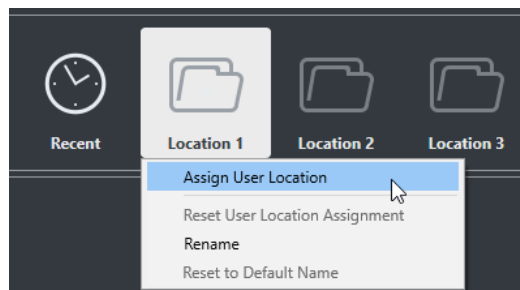 Recent Location 1 Location 2 Location 3
Assign User Location
Reset User Location Assignment
Rename
Reset to Default Name